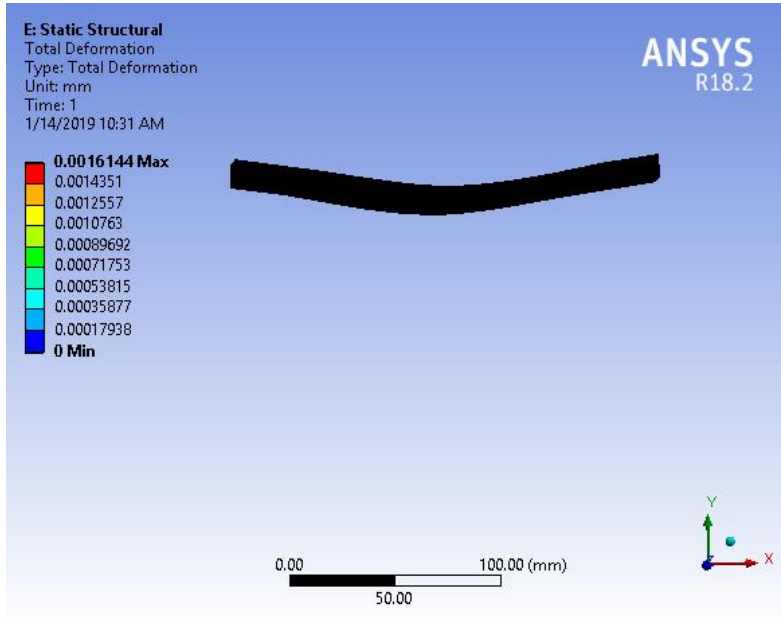 E: Static Structural
Total Deformation
Type: Total Deformation
Unit: mm
Time: 1
1/14/2019 10:31 AM
ANSYS
R18.2
0.0016144 Max
0.0014351
0.0012557
0.0010763
0.00089692
0.00071753
0.00053815
0.00035877
0.00017938
0 Min
Y
X
0.00 100.00 (mm)
50.00